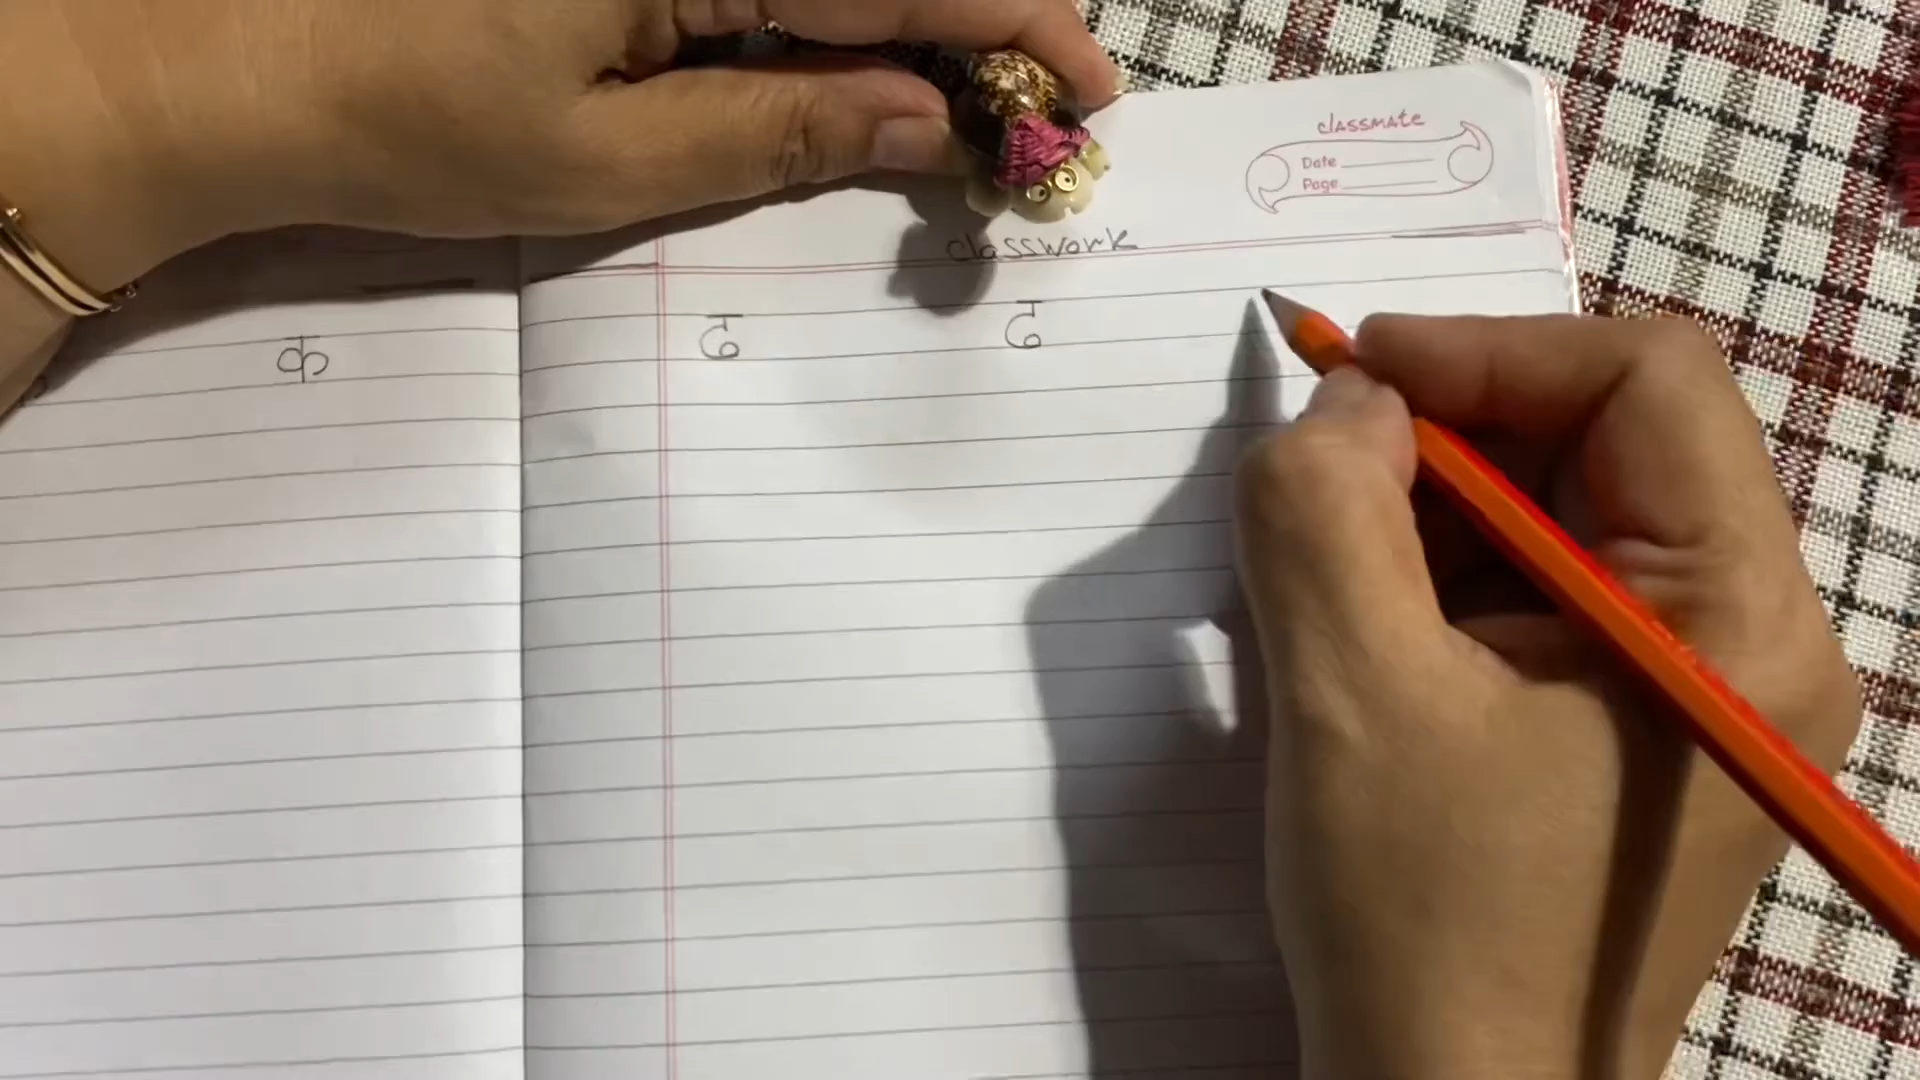 classmate
Date
Page
classwork
क
ढ ढ